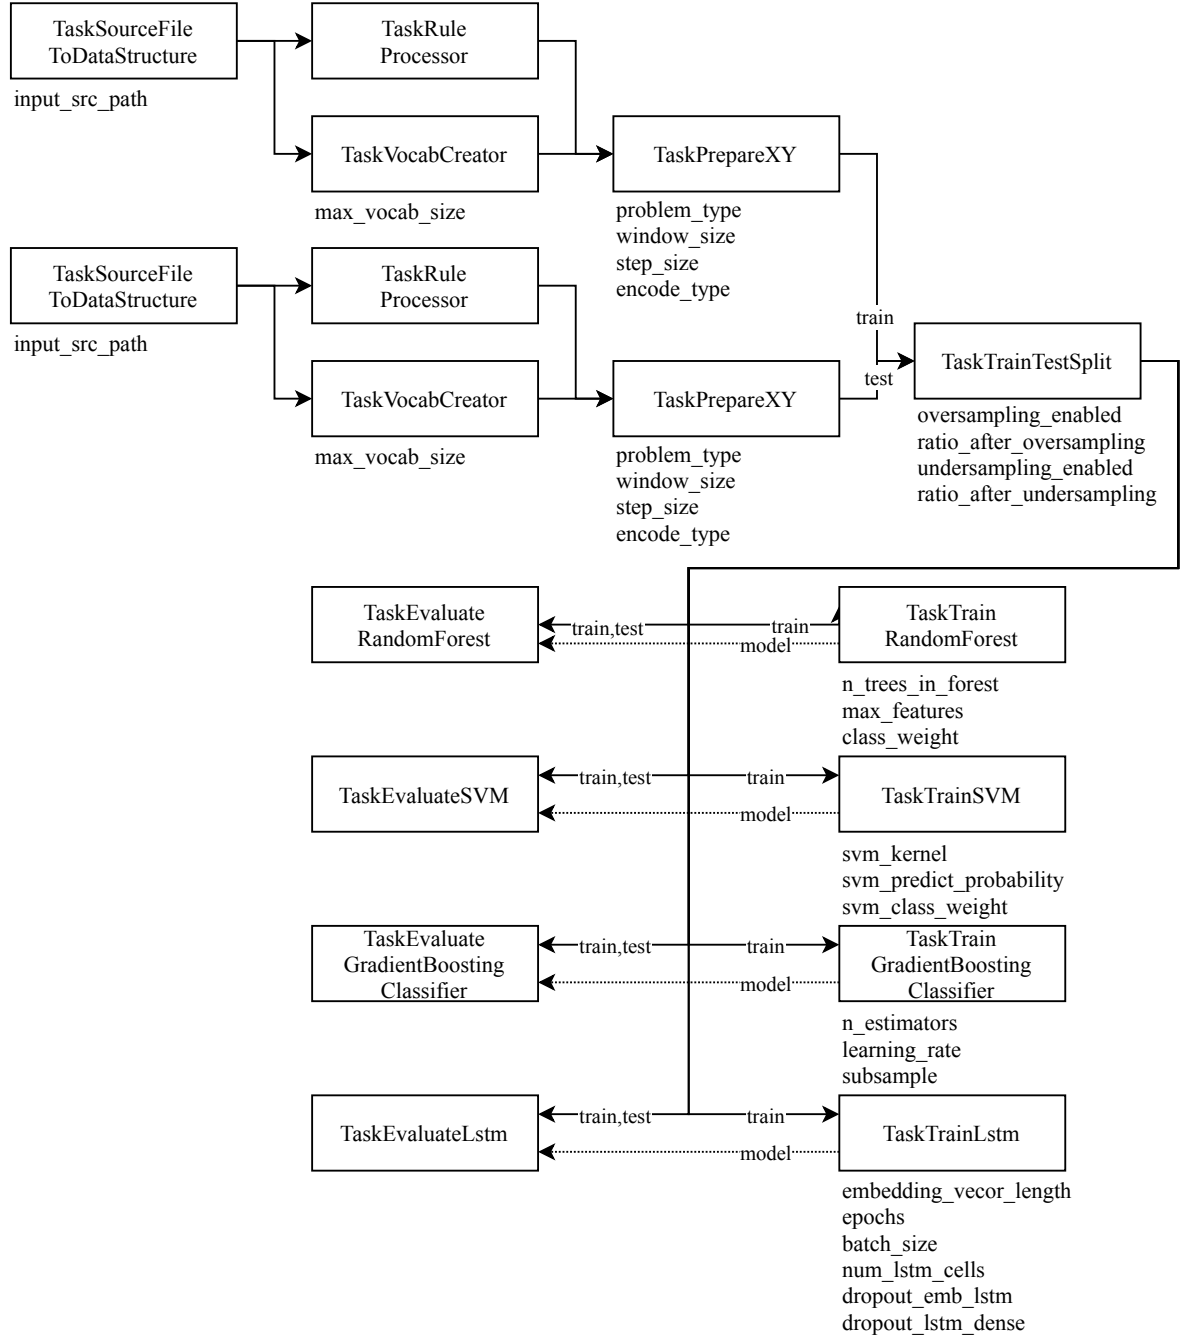 TaskSourceFile
ToDataStructure
input_src_path
TaskRule
Processor
TaskVocabCreator
max_vocab_size
TaskPrepareXY
problem_type
window_size
step_size
encode_type
TaskSourceFile
ToDataStructure
input_src_path
TaskRule
Processor
TaskVocabCreator
max_vocab_size
TaskPrepareXY
problem_type
window_size
step_size
encode_type
train
test
TaskTrainTestSplit
oversampling_enabled
ratio_after_oversampling
undersampling_enabled
ratio_after_undersampling
TaskEvaluate
RandomForest
train,test
train
model
TaskTrain
RandomForest
n_trees_in_forest
max_features
class_weight
TaskEvaluateSVM
train,test
train
model
TaskTrainSVM
svm_kernel
svm_predict_probability
svm_class_weight
TaskEvaluate
GradientBoosting
Classifier
train,test
train
model
TaskTrain
GradientBoosting
Classifier
n_estimators
learning_rate
subsample
TaskEvaluateLstm
train,test
train
model
TaskTrainLstm
embedding_vecor_length
epochs
batch_size
num_lstm_cells
dropout_emb_lstm
dropout_lstm_dense